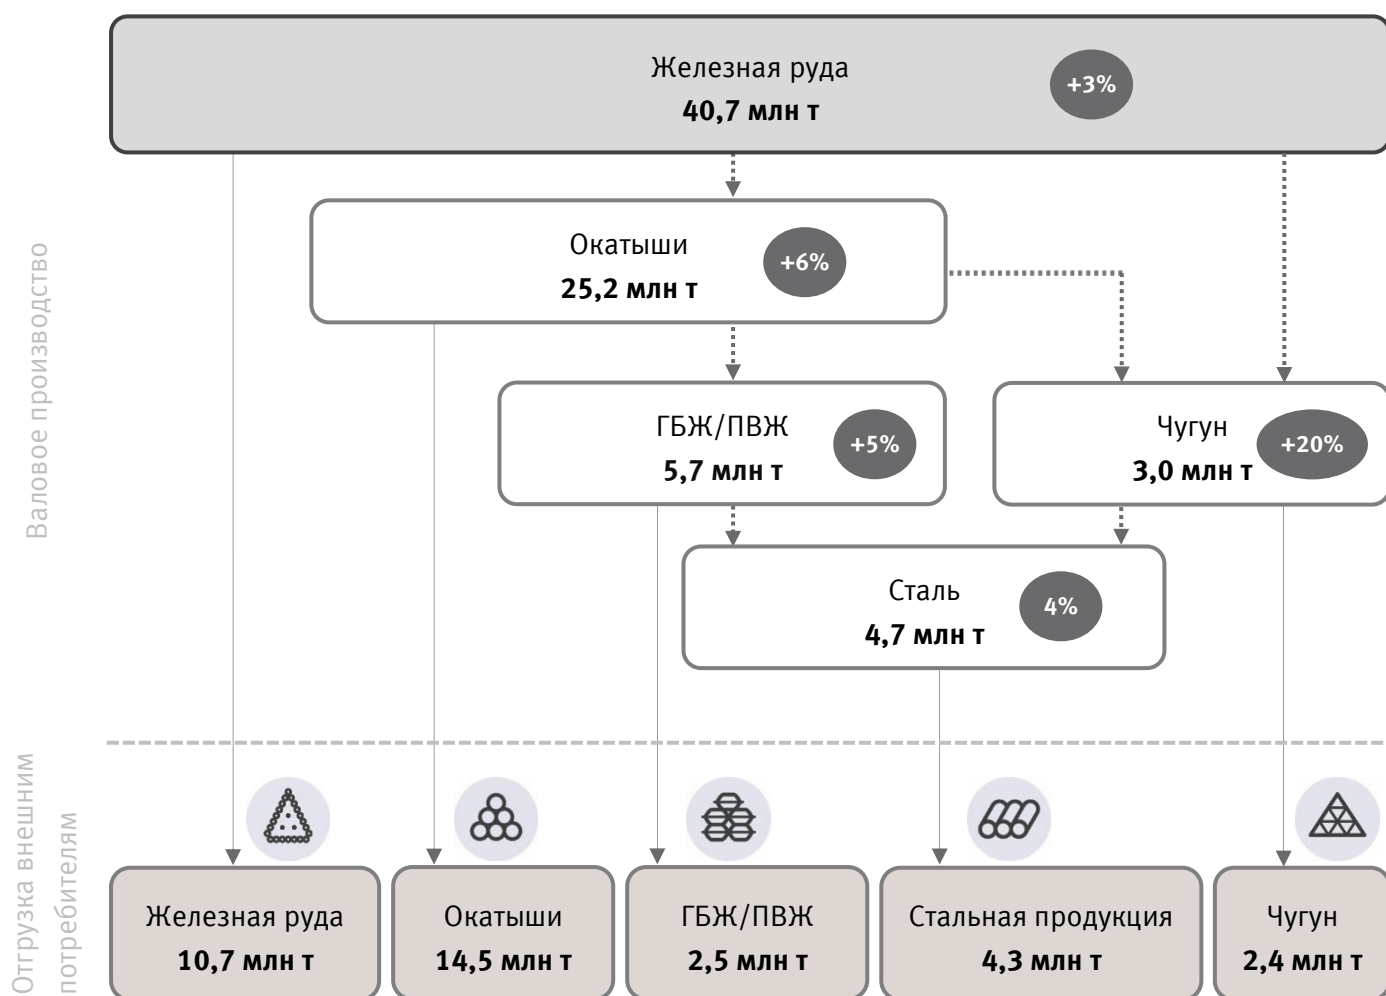 Железная руда
40,7 млн т
+3%
Окатыши
25,2 млн т
+6%
Валовое производство
ГБЖ/ПВЖ
5,7 млн т
+5%
Чугун
3,0 млн т
+20%
Сталь
4,7 млн т
4%
Отгрузка внешним
потребителям
Железная руда
10,7 млн т
Окатыши
14,5 млн т
ГБЖ/ПВЖ
2,5 млн т
Стальная продукция
4,3 млн т
Чугун
2,4 млн т